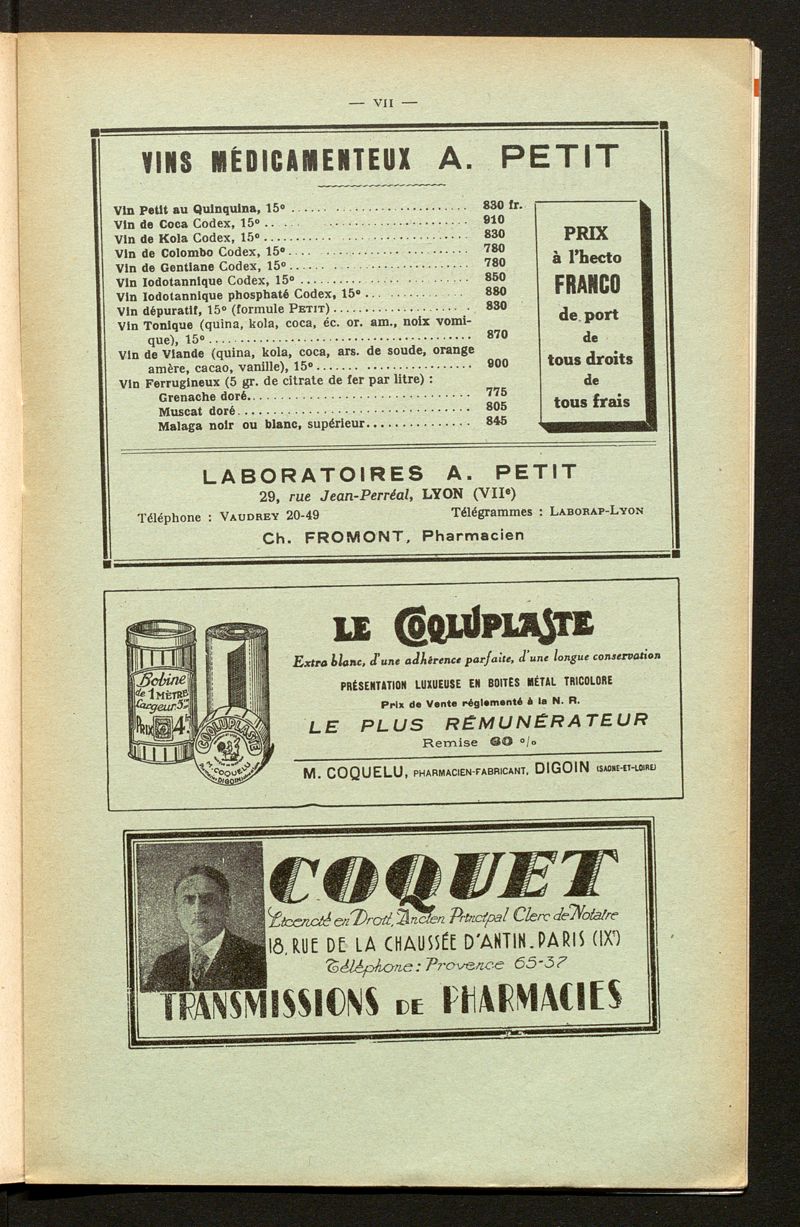 — VII —
VINS MÉDICAMENTEUX A. PETIT
Vin Petit au Quinquina, 15° 830 fr.
Vin de Coca Codex, 15° 910
Vin de Kola Codex, 15° 830
Vin de Colombo Codex, 15° 780
Vin de Gentiane Codex, 15° 780
Vin Iodotannique Codex, 15° 850
Vin Iodotannique phosphaté Codex, 15° 880
Vin dépuratif, 15° (formule PETIT) 830
Vin Tonique (quina, kola, coca, éc. or. am., noix vomi-
que), 15° 870
Vin de Viande (quina, kola, coca, ars. de soude, orange
amère, cacao, vanille), 15° 900
Vin Ferrugineux (5 gr. de citrate de fer par litre) :
Grenache doré 775
Muscat doré 805
Malaga noir ou blanc, supérieur 845
PRIX
à l'hecto
FRANCO
de port
de
tous droits
de
tous frais
LABORATOIRES A. PETIT
29, rue Jean-Perréal, LYON (VIIe)
Téléphone : VAUDREY 20-49 Télégrammes : LABORAP-LYON
Ch. FROMONT, Pharmacien
Bobine
de 1 MÈTRE
Largeur 5cm
PRIX 4fr
COQLUPLASTE
M. COQUELU
DIGOIN
LE COQLUPLASTE
Extra blanc, d'une adhérence parfaite, d'une longue conservation
PRÉSENTATION LUXUEUSE EN BOITES MÉTAL TRICOLORE
Prix de Vente réglementé à la N. R.
LE PLUS RÉMUNÉRATEUR
Remise 60 °/o
M. COQUELU, PHARMACIEN-FABRICANT, DIGOIN (SAONE-ET-LOIRE)
COQUET
Licencié en Droit, Ancien Principal Clerc de Notaire
18, RUE DE LA CHAUSSÉE D'ANTIN. PARIS (IXe)
Téléphone : Provence 65-37
TRANSMISSIONS DE PHARMACIES